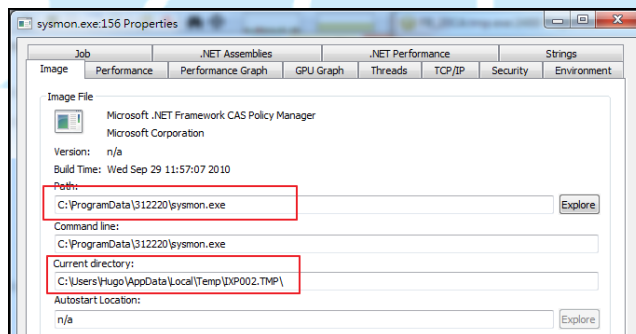 sysmon.exe:156 Properties
Job .NET Assemblies .NET Performance Strings
Image Performance Performance Graph GPU Graph Threads TCP/IP Security Environment
Image File
Microsoft .NET Framework CAS Policy Manager
Microsoft Corporation
Version: n/a
Build Time: Wed Sep 29 11:57:07 2010
Path:
C:\ProgramData\312220\sysmon.exe Explore
Command line:
C:\ProgramData\312220\sysmon.exe
Current directory:
C:\Users\Hugo\AppData\Local\Temp\IXP002.TMP\
Autostart Location:
n/a Explore